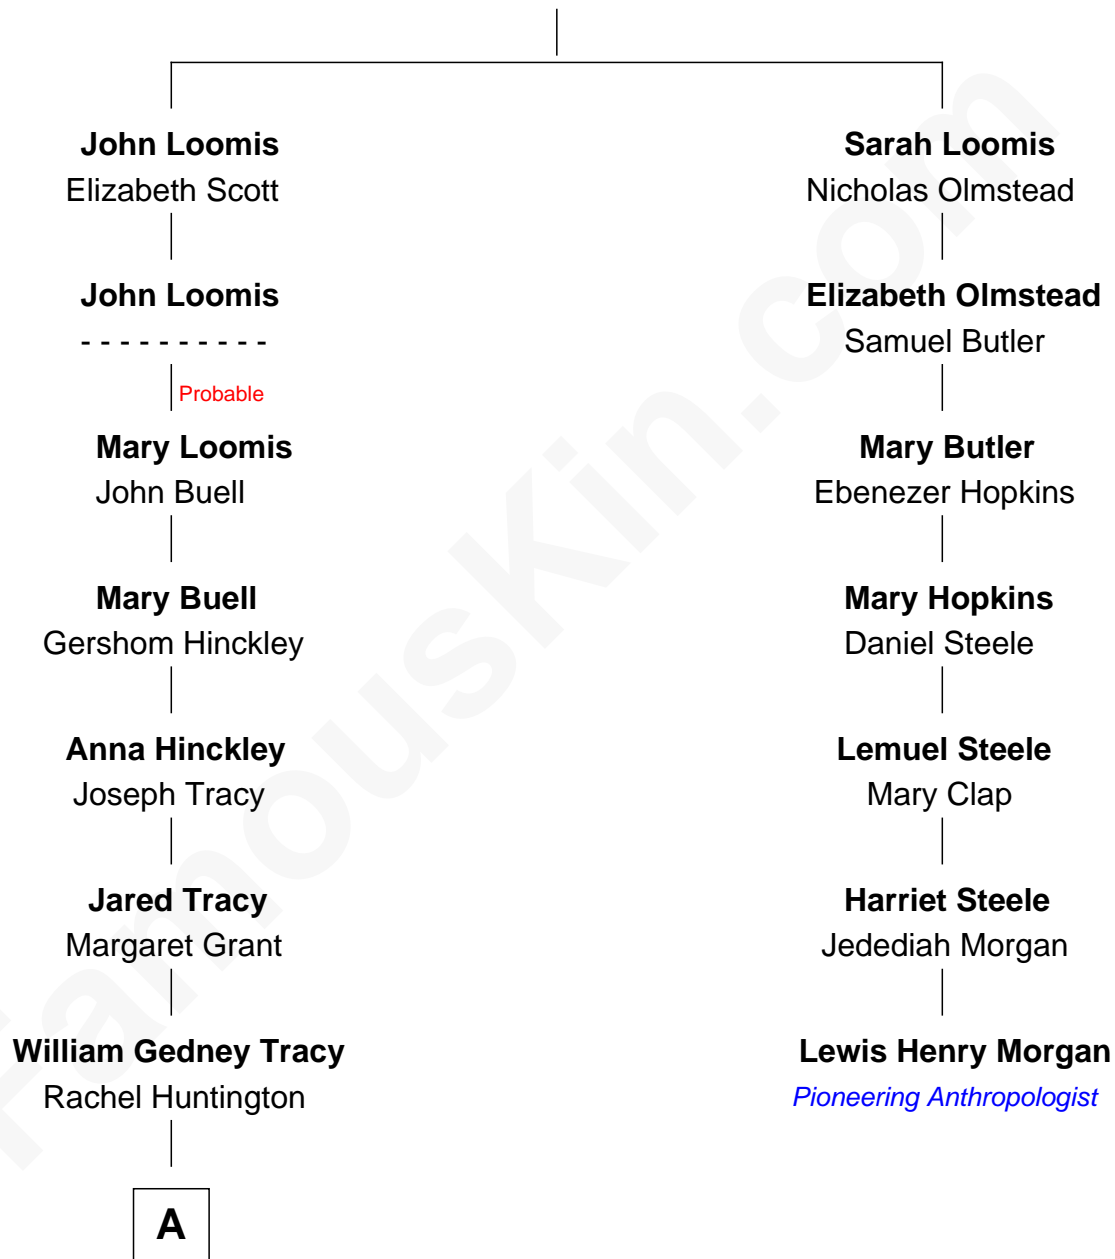 John Loomis
Elizabeth Scott
John Loomis
- - - - - - - - - -
Probable
Mary Loomis
John Buell
Mary Buell
Gershom Hinckley
Anna Hinckley
Joseph Tracy
Jared Tracy
Margaret Grant
William Gedney Tracy
Rachel Huntington
A
Sarah Loomis
Nicholas Olmstead
Elizabeth Olmstead
Samuel Butler
Mary Butler
Ebenezer Hopkins
Mary Hopkins
Daniel Steele
Lemuel Steele
Mary Clap
Harriet Steele
Jedediah Morgan
Lewis Henry Morgan
Pioneering Anthropologist
FamousKin.com